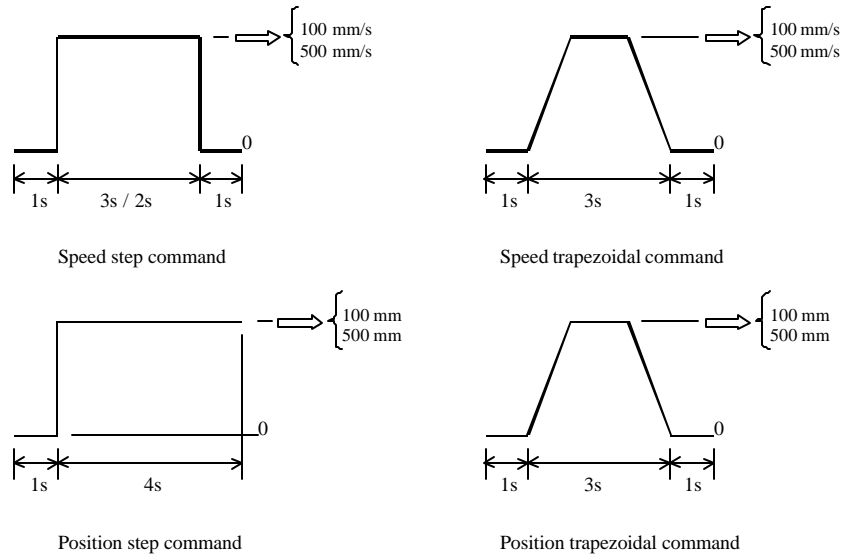 100 mm/s
500 mm/s
0
1s
3s / 2s
1s
Speed step command
100 mm/s
500 mm/s
0
1s
3s
1s
Speed trapezoidal command
100 mm
500 mm
0
1s
4s
Position step command
100 mm
500 mm
0
1s
3s
1s
Position trapezoidal command